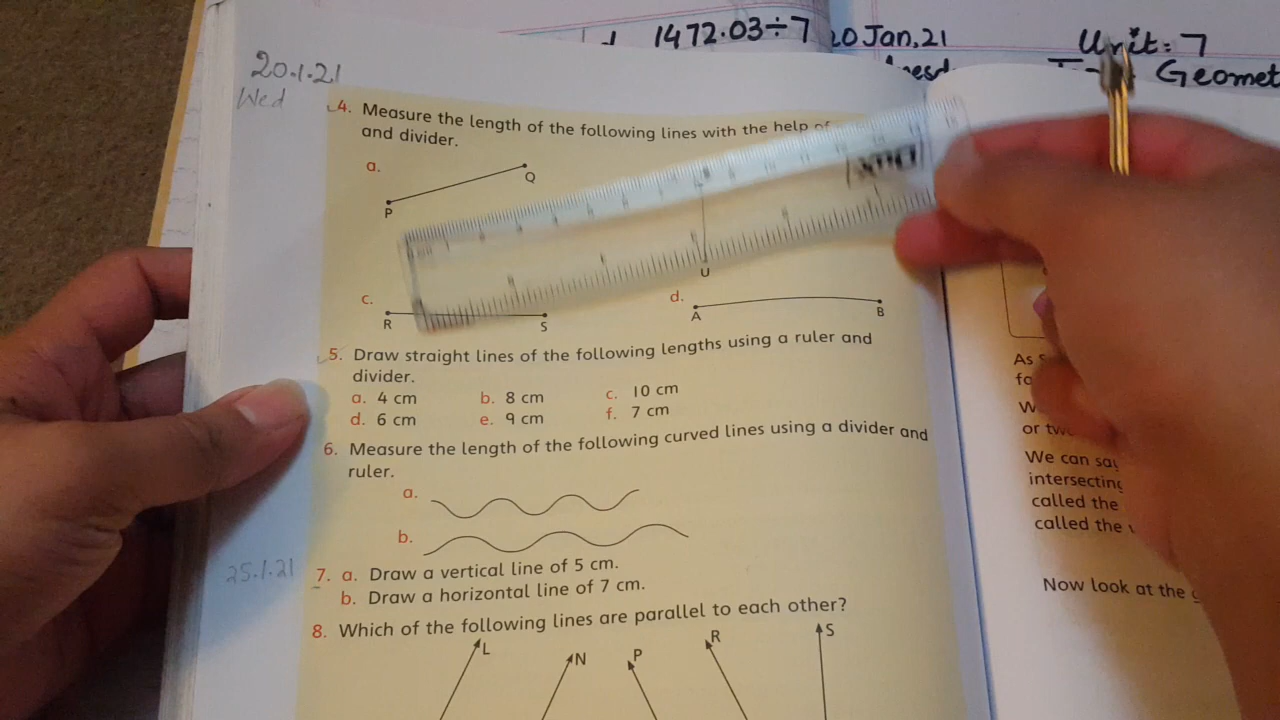 1472.03÷7
20 Jan,21
Unit: 7
Geomet
20.1.21
Wed
4. Measure the length of the following lines with the help of
and divider.
a.
P
Q
U
c.
R
S
d.
A
B
5. Draw straight lines of the following lengths using a ruler and
divider.
a. 4 cm b. 8 cm c. 10 cm
d. 6 cm e. 9 cm f. 7 cm
6. Measure the length of the following curved lines using a divider and
ruler.
a.
b.
25.1.21
7. a. Draw a vertical line of 5 cm.
b. Draw a horizontal line of 7 cm.
8. Which of the following lines are parallel to each other?
L
N
P
R
S
As
fo
W
or tw
We can say
intersecting
called the
called the
Now look at the